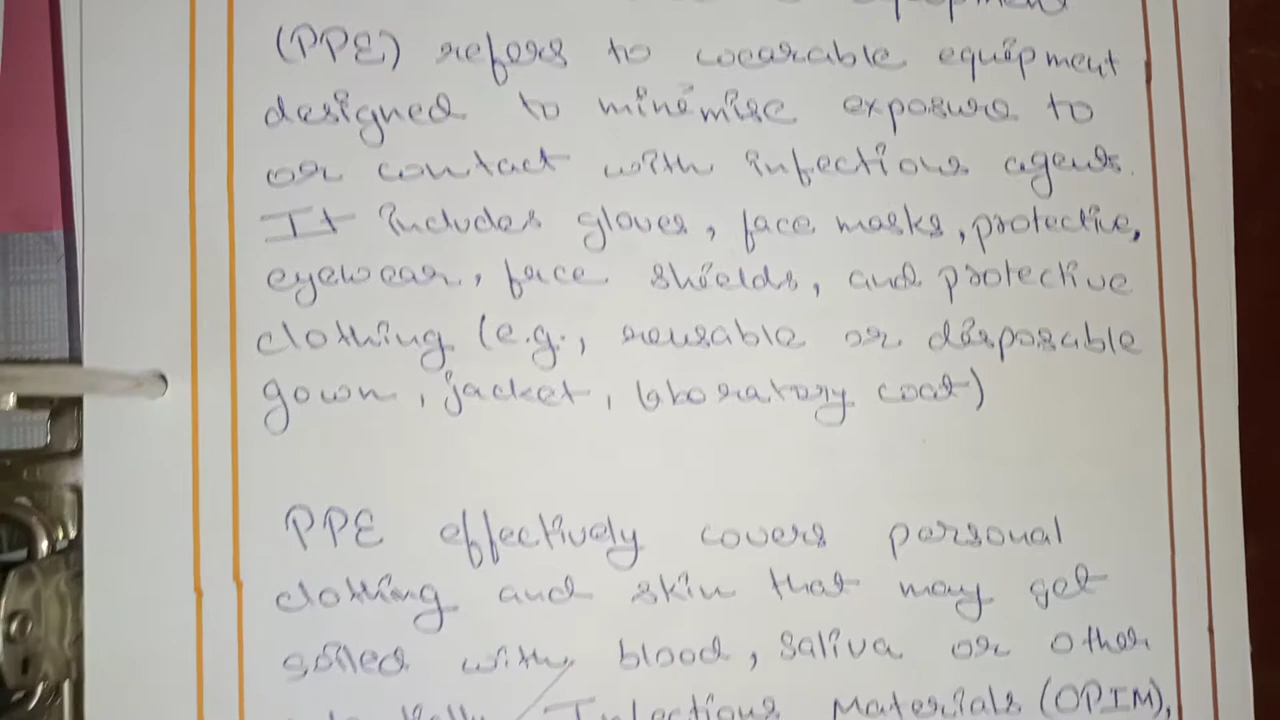 (PPE) refers to wearable equipment
designed to minimise exposure to
or contact with infectious agents.
It includes gloves, face masks, protective,
eyewear, face shields, and protective
clothing (e.g., reusable or disposable
gown, jacket, laboratory coat)
PPE effectively covers personal
clothing and skin that may get
soiled with blood, saliva or other
Infectious Materials (OPIM),